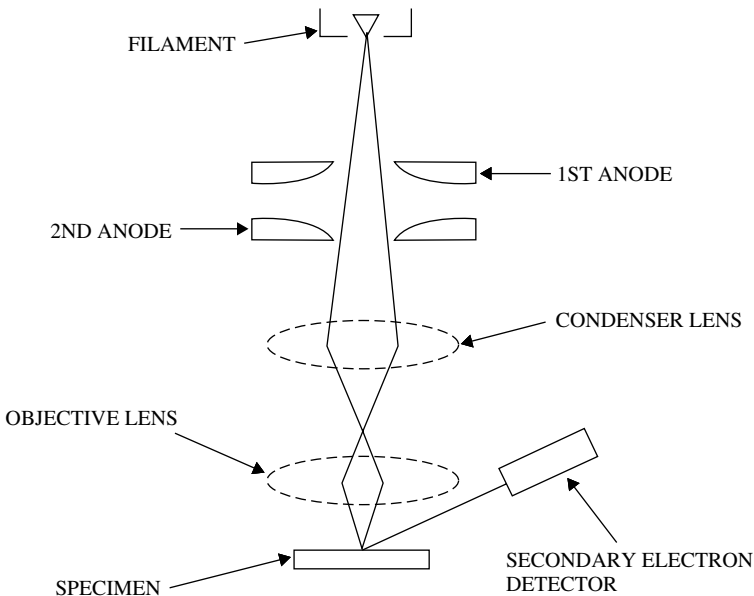 FILAMENT
1ST ANODE
2ND ANODE
CONDENSER LENS
OBJECTIVE LENS
SECONDARY ELECTRON
DETECTOR
SPECIMEN